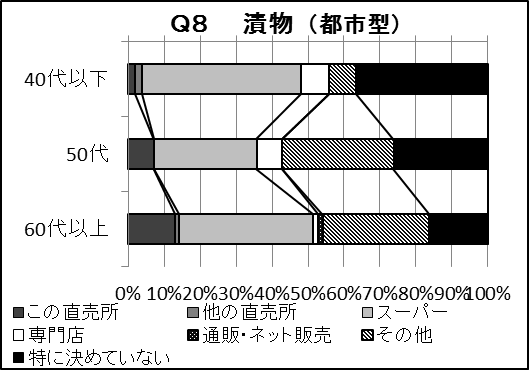 Q8 漬物（都市型）
40代以下
50代
60代以上
0% 10% 20% 30% 40% 50% 60% 70% 80% 90% 100%
この直売所 他の直売所 スーパー
専門店 通販・ネット販売 その他
特に決めていない